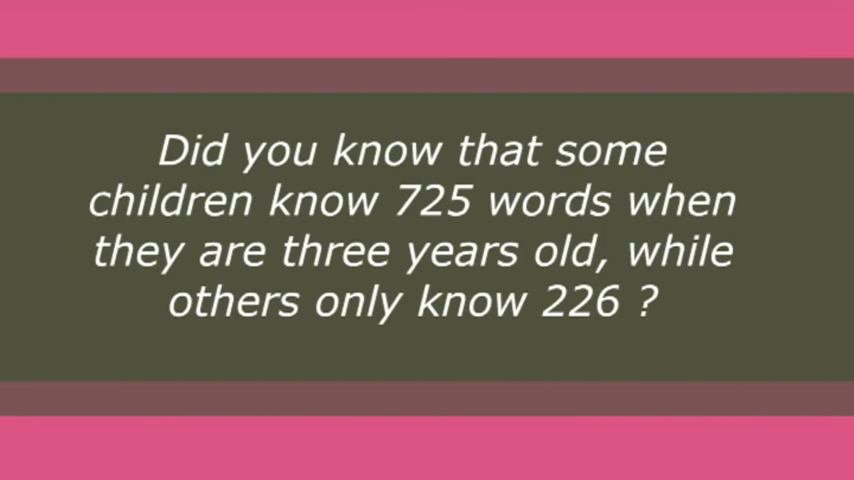 Did you know that some
children know 725 words when
they are three years old, while
others only know 226 ?